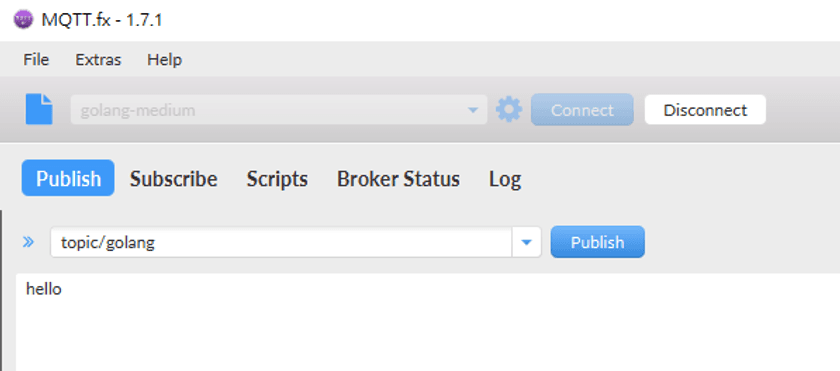 MQTT.fx - 1.7.1
File Extras Help
golang-medium Connect Disconnect
Publish Subscribe Scripts Broker Status Log
topic/golang Publish
hello